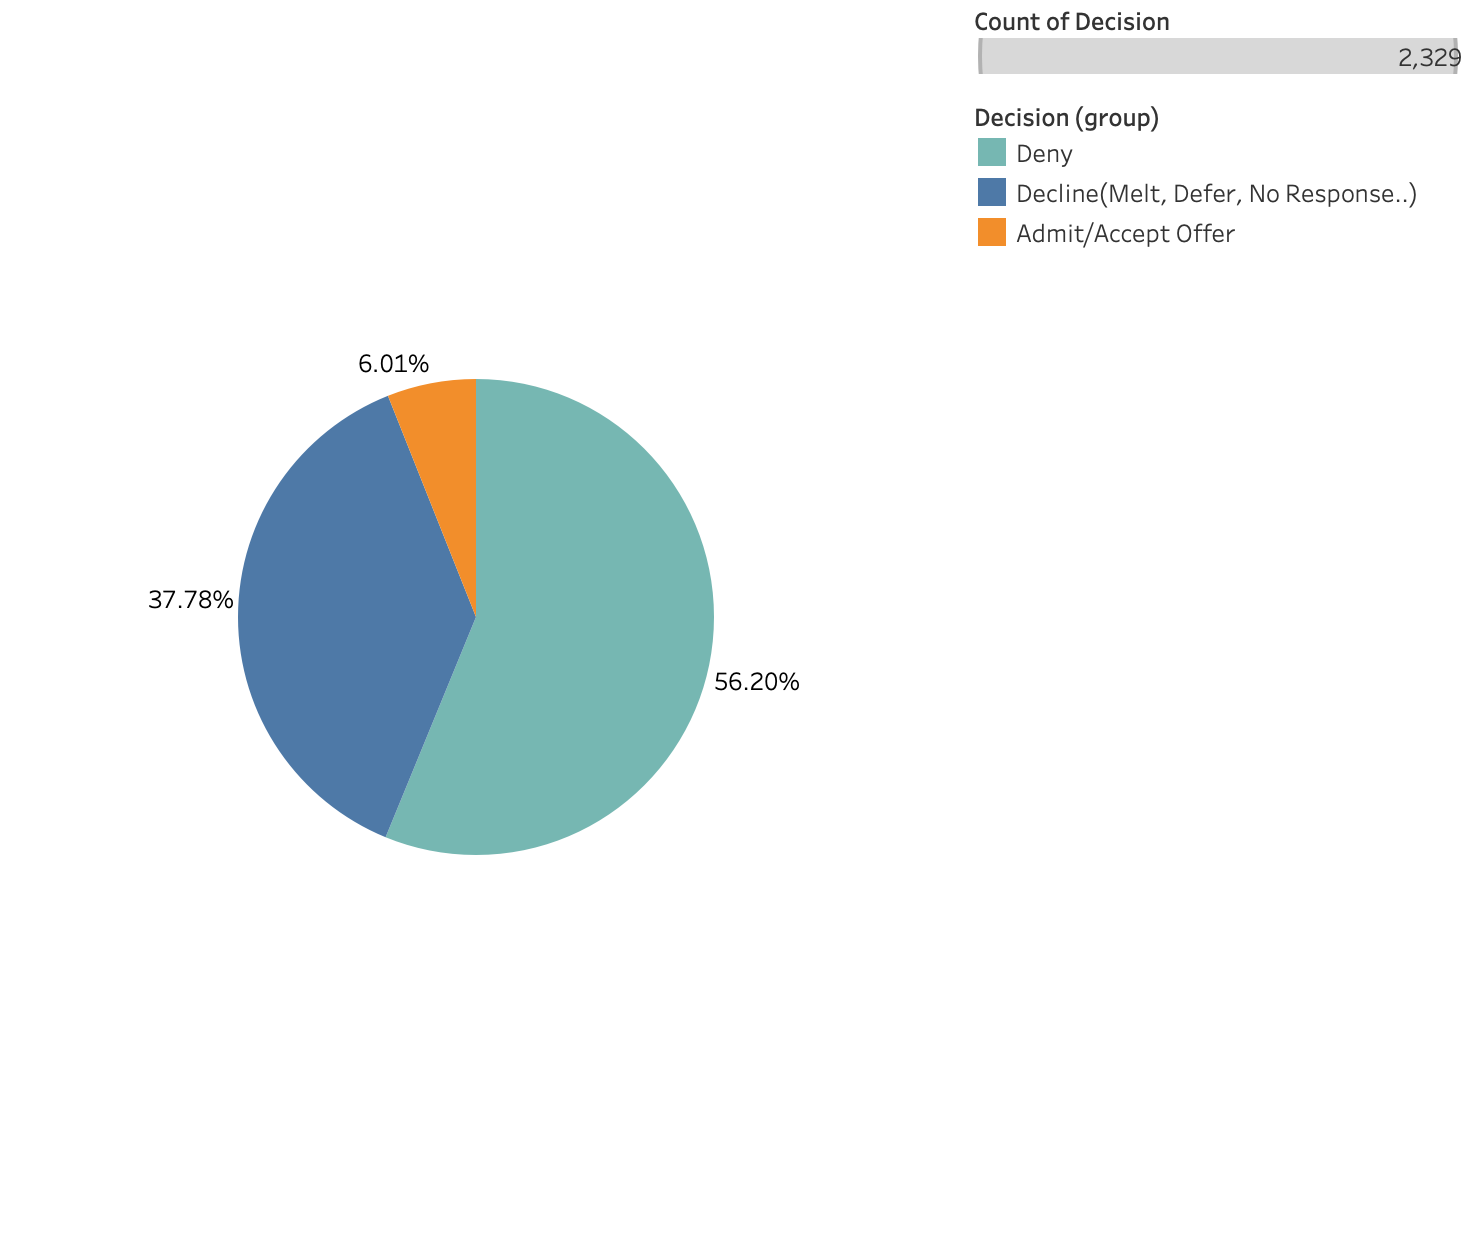 Count of Decision
2,329
Decision (group)
Deny
Decline(Melt, Defer, No Response..)
Admit/Accept Offer
6.01%
37.78%
56.20%